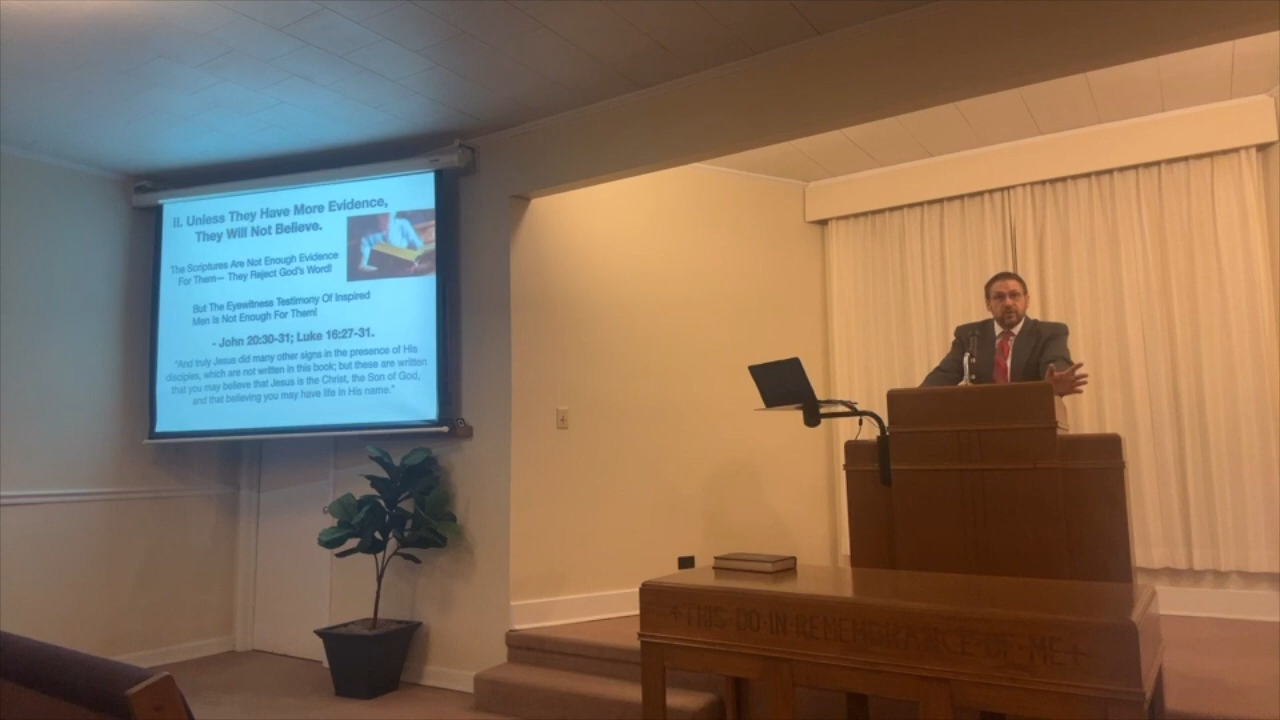 II. Unless They Have More Evidence,
They Will Not Believe.
The Scriptures Are Not Enough Evidence
For Them— They Reject God's Word!
But The Eyewitness Testimony Of Inspired
Men Is Not Enough For Them!
- John 20:30-31; Luke 16:27-31.
"And truly Jesus did many other signs in the presence of His
disciples, which are not written in this book; but these are written
that you may believe that Jesus is the Christ, the Son of God,
and that believing you may have life in His name."
THIS·DO·IN·REMEMBRANCE·OF·ME